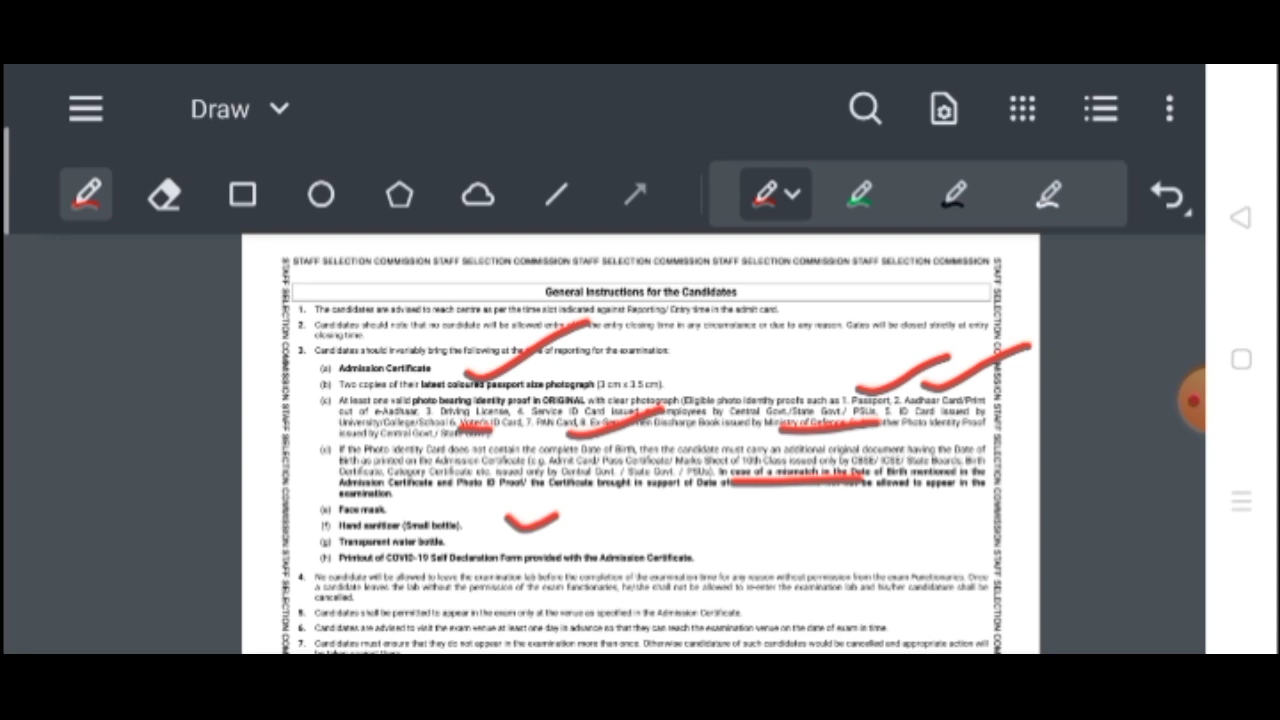 Draw
STAFF SELECTION COMMISSION STAFF SELECTION COMMISSION STAFF SELECTION COMMISSION STAFF SELECTION COMMISSION STAFF SELECTION COMMISSION
General Instructions for the Candidates
1. The candidates are advised to reach centre as per the time slot indicated against Reporting/ Entry time in the admit card.
2. Candidates should note that no candidate will be allowed entry the entry closing time in any circumstance or due to any reason. Gates will be closed strictly at entry
closing time.
3. Candidates should invariably bring the following at the of reporting for the examination:
(a) Admission Certificate
(b) Two copies of their latest coloured passport size photograph (3 cm x 3.5 cm).
(c) At least one valid photo bearing identity proof in ORIGINAL with clear photograph (Eligible photo identity proofs such as 1. Passport, 2. Aadhaar Card/Print
out of e-Aadhaar, 3. Driving License, 4. Service ID Card issued employees by Central Govt./State Govt./ PSUs, 5. ID Card issued by
University/College/School 6. Voter's ID Card, 7. PAN Card, 8. Discharge Book issued by Ministry of Defence, Photo Identity Proof
issued by Central Govt./ State
(d) If the Photo Identity Card does not contain the complete Date of Birth, then the candidate must carry an additional original document having the Date of
Birth as printed on the Admission Certificate (e.g. Admit Card/ Pass Certificate/ Marks Sheet of 10th Class issued only by CBSE/ ICSE/ State Boards, Birth
Certificate, Category Certificate etc. issued only by Central Govt. / State Govt. / PSUs). In case of a mismatch in the Date of Birth mentioned in the
Admission Certificate and Photo ID Proof/ the Certificate brought in support of Date be allowed to appear in the
examination.
(e) Face mask.
(f) Hand sanitizer (Small bottle).
(g) Transparent water bottle.
(h) Printout of COVID-19 Self Declaration Form provided with the Admission Certificate.
4. No candidate will be allowed to leave the examination lab before the completion of the examination time for any reason without permission from the exam Functionaries. Once
a candidate leaves the lab without the permission of the exam functionaries, he/she shall not be allowed to re-enter the examination lab and his/her candidature shall be
cancelled.
5. Candidates shall be permitted to appear in the exam only at the venue as specified in the Admission Certificate.
6. Candidates are advised to visit the exam venue at least one day in advance so that they can reach the examination venue on the date of exam in time.
7. Candidates must ensure that they do not appear in the examination more than once. Otherwise candidature of such candidates would be cancelled and appropriate action will
STAFF SELECTION COMMISSION STAFF SELECTION
STAFF SELECTION COMMISSION STAFF SELECTION